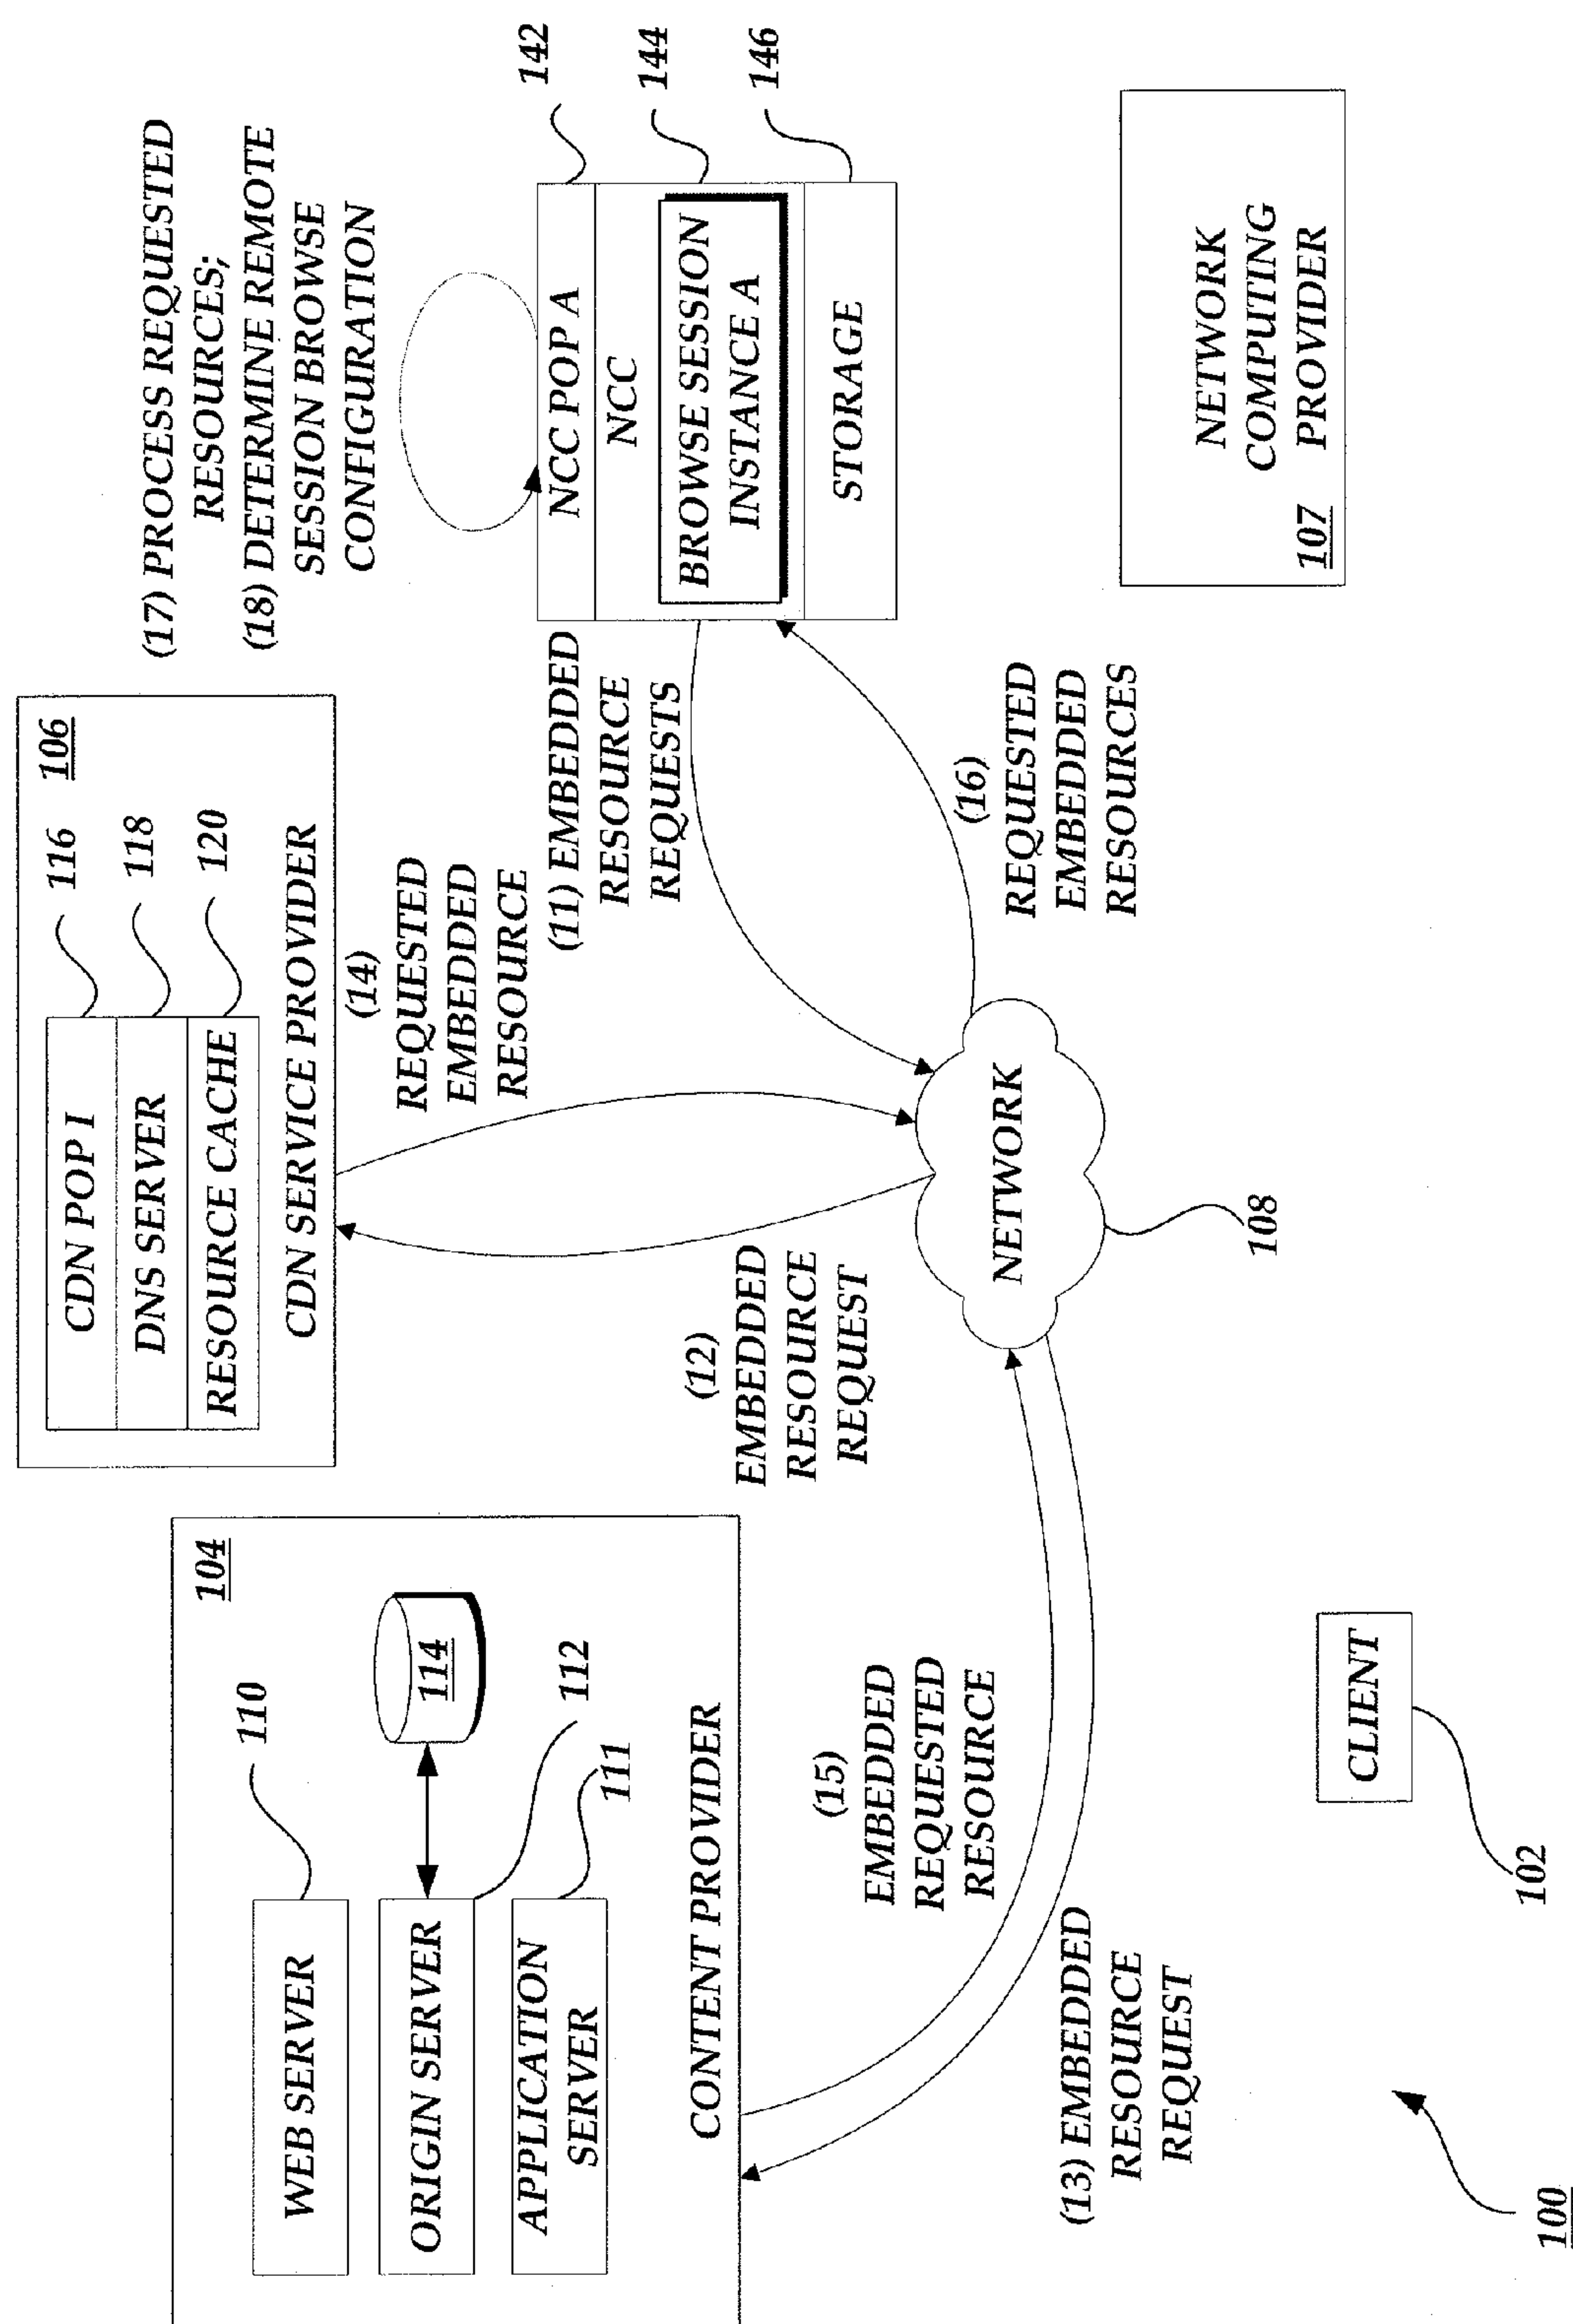 104
WEB SERVER
110
ORIGIN SERVER
114
112
APPLICATION
SERVER
111
CONTENT PROVIDER
106
CDN POP I
116
DNS SERVER
118
RESOURCE CACHE
120
CDN SERVICE PROVIDER
(17) PROCESS REQUESTED
RESOURCES;
(18) DETERMINE REMOTE
SESSION BROWSE
CONFIGURATION
(14)
REQUESTED
EMBEDDED
RESOURCE
(11) EMBEDDED
RESOURCE
REQUESTS
NCC POP A
142
NCC
BROWSE SESSION
INSTANCE A
144
STORAGE
146
(12)
EMBEDDED
RESOURCE
REQUEST
(15)
EMBEDDED
REQUESTED
RESOURCE
NETWORK
108
(16)
REQUESTED
EMBEDDED
RESOURCES
(13) EMBEDDED
RESOURCE
REQUEST
NETWORK
COMPUTING
PROVIDER
107
CLIENT
102
100